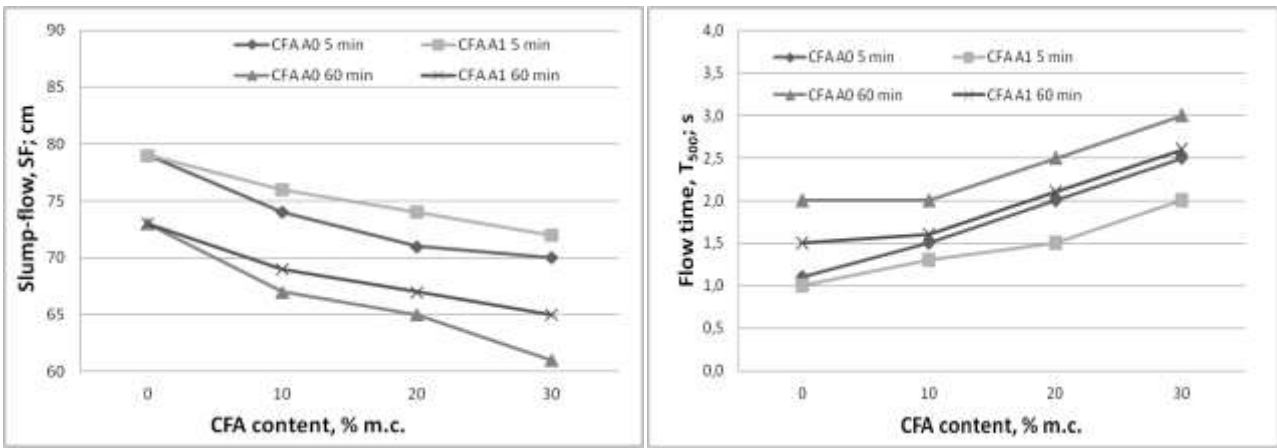 90
85
80
75
70
65
60
Slump-flow, SF; cm
CFA A0 5 min
CFA A1 5 min
CFA A0 60 min
CFA A1 60 min
0
10
20
30
CFA content, % m.c.
4,0
3,5
3,0
2,5
2,0
1,5
1,0
0,5
0,0
Flow time, T₅₀₀; s
CFA A0 5 min
CFA A1 5 min
CFA A0 60 min
CFA A1 60 min
0
10
20
30
CFA content, % m.c.